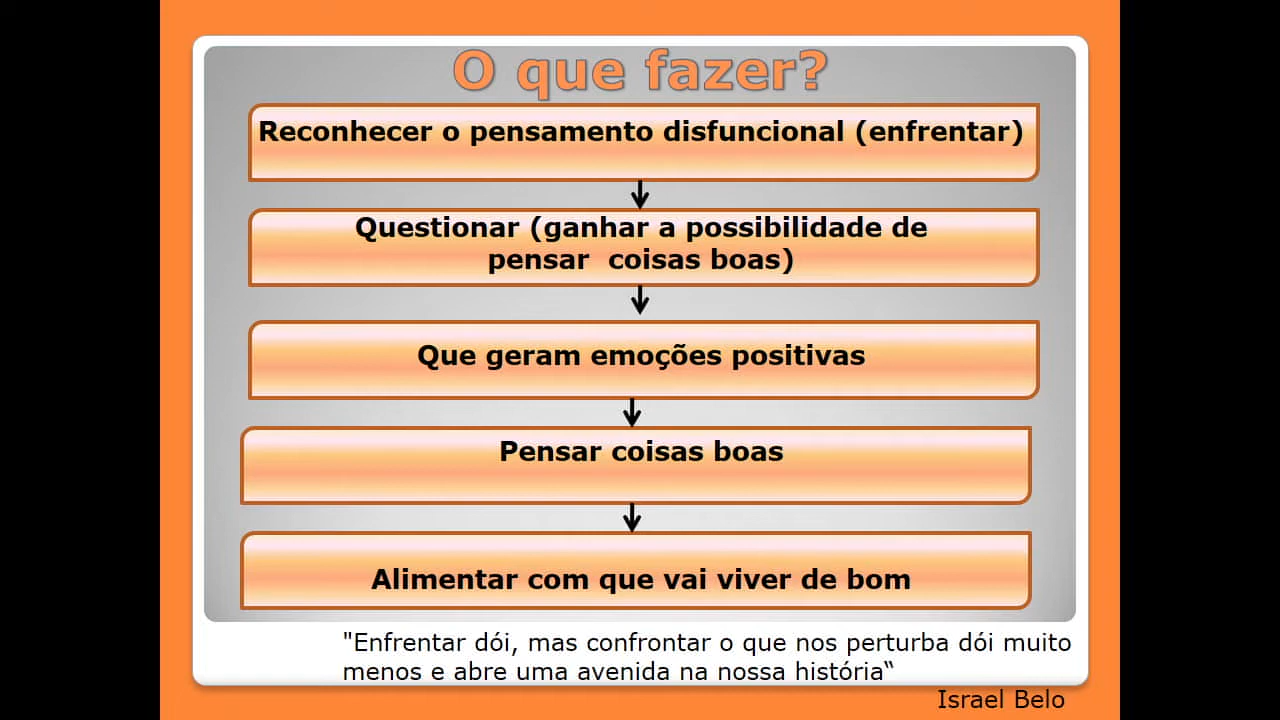 O que fazer?
Reconhecer o pensamento disfuncional (enfrentar)
Questionar (ganhar a possibilidade de
pensar  coisas boas)
Que geram emoções positivas
Pensar coisas boas
Alimentar com que vai viver de bom
"Enfrentar dói, mas confrontar o que nos perturba dói muito
menos e abre uma avenida na nossa história“
Israel Belo